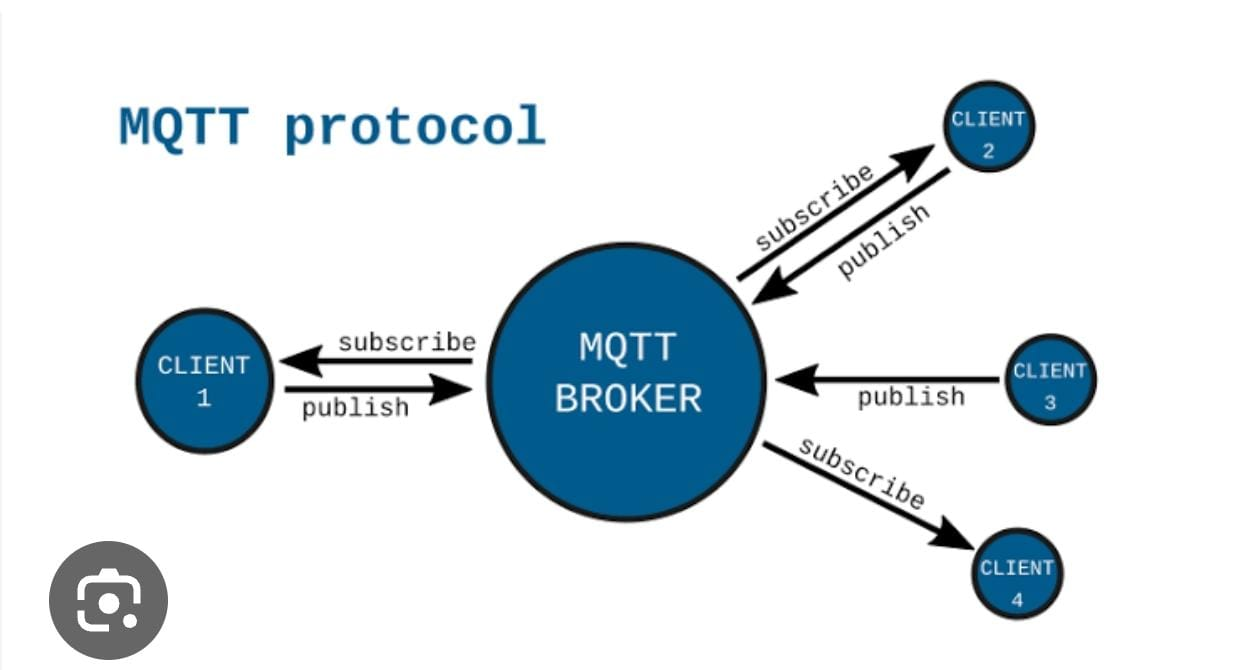 MQTT protocol
CLIENT
2
subscribe
publish
MQTT
BROKER
subscribe
publish
CLIENT
1
publish
CLIENT
3
subscribe
CLIENT
4